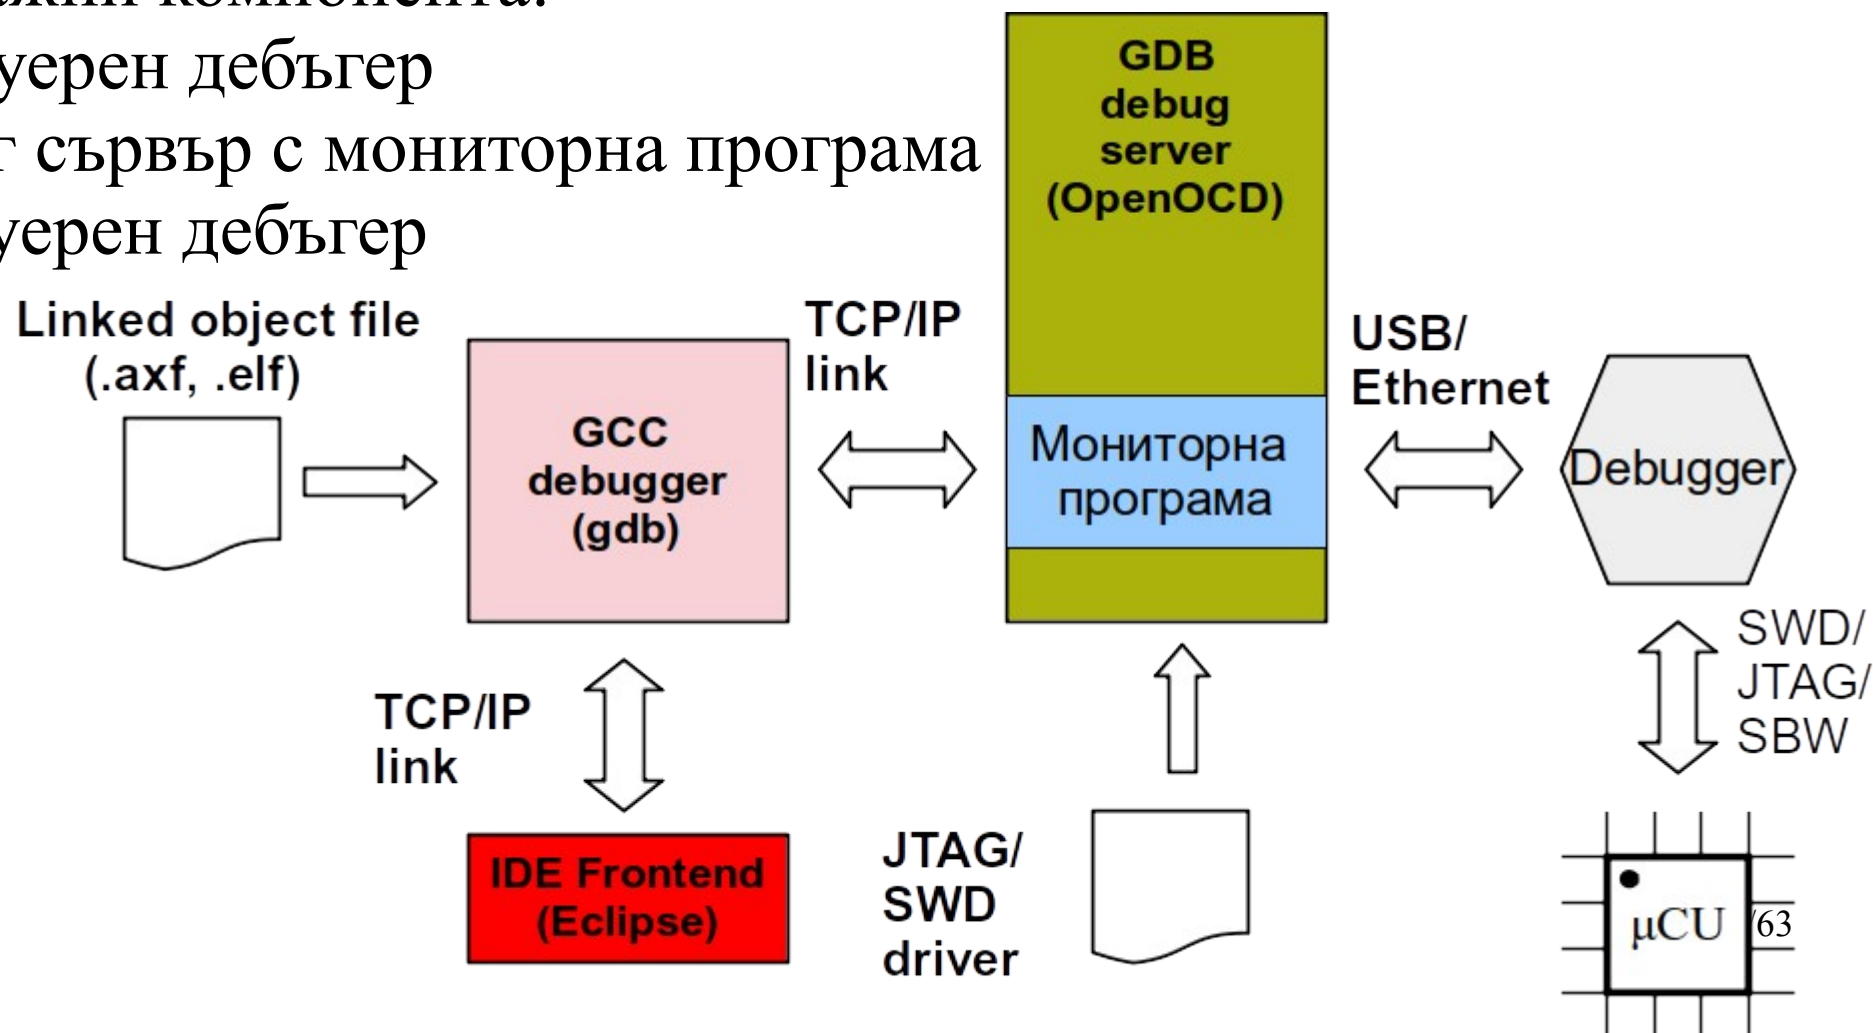 компонента:
дебъгер
сървър с мониторна програма
дебъгер
Linked object file
(.axf, .elf)
GCC
debugger
(gdb)
TCP/IP
link
GDB
debug
server
(OpenOCD)
Мониторна
програма
USB/
Ethernet
Debugger
SWD/
JTAG/
SBW
TCP/IP
link
IDE Frontend
(Eclipse)
JTAG/
SWD
driver
μCU
/63